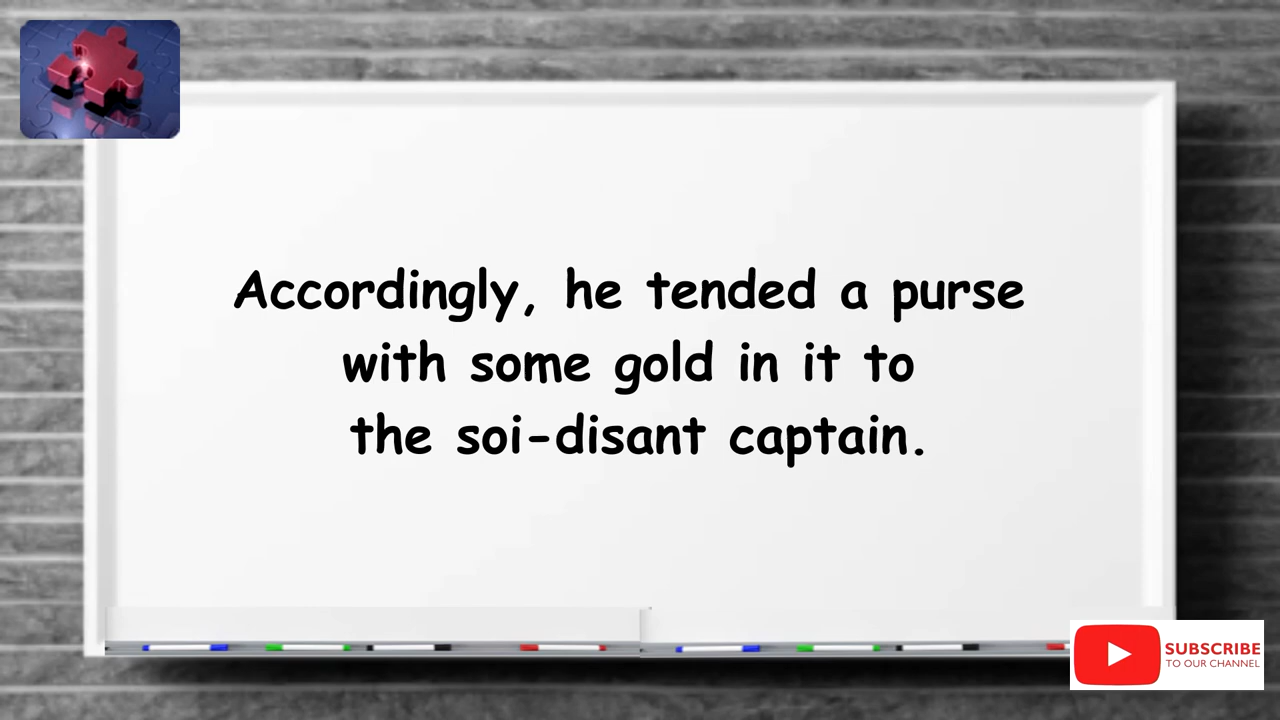 Accordingly, he tended a purse
with some gold in it to
the soi-disant captain.
SUBSCRIBE
TO OUR CHANNEL